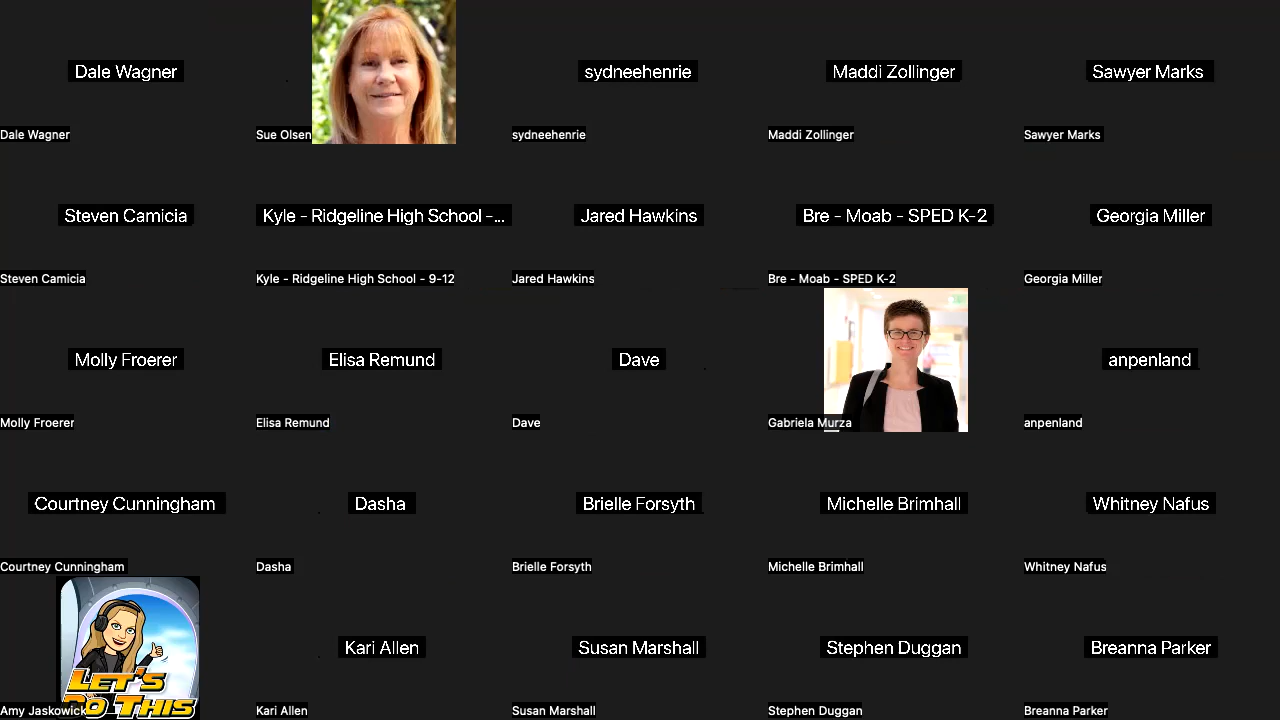 Dale Wagner
sydneehenrie
Maddi Zollinger
Sawyer Marks
Dale Wagner
Sue Olsen
sydneehenrie
Maddi Zollinger
Sawyer Marks
Steven Camicia
Kyle - Ridgeline High School -...
Jared Hawkins
Bre - Moab - SPED K-2
Georgia Miller
Steven Camicia
Kyle - Ridgeline High School - 9-12
Jared Hawkins
Bre - Moab - SPED K-2
Georgia Miller
Molly Froerer
Elisa Remund
Dave
anpenland
Molly Froerer
Elisa Remund
Dave
Gabriela Murza
anpenland
Courtney Cunningham
Dasha
Brielle Forsyth
Michelle Brimhall
Whitney Nafus
Courtney Cunningham
Dasha
Brielle Forsyth
Michelle Brimhall
Whitney Nafus
Kari Allen
Susan Marshall
Stephen Duggan
Breanna Parker
LET'S
DO THIS
Amy Jaskowick
Kari Allen
Susan Marshall
Stephen Duggan
Breanna Parker